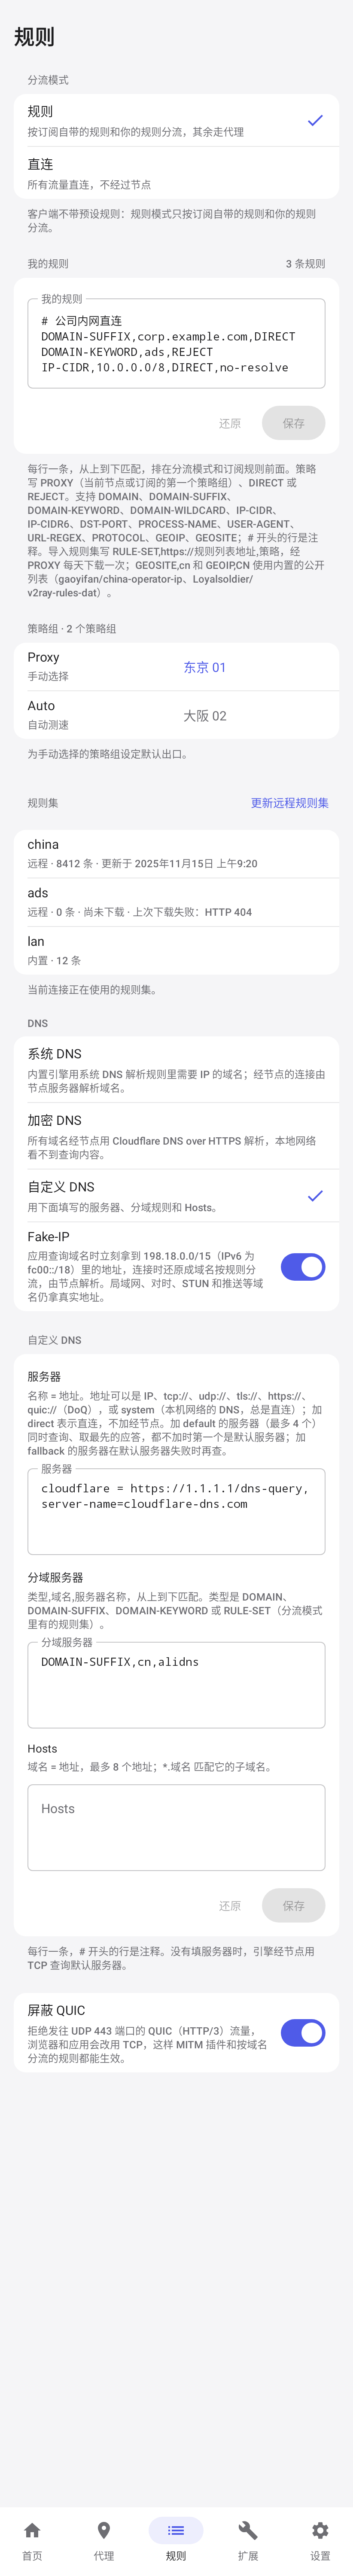 规则
分流模式
规则
按订阅自带的规则和你的规则分流，其余走代理
直连
所有流量直连，不经过节点
客户端不带预设规则：规则模式只按订阅自带的规则和你的规则
分流。
我的规则
3 条规则
我的规则
# 公司内网直连
DOMAIN-SUFFIX,corp.example.com,DIRECT
DOMAIN-KEYWORD,ads,REJECT
IP-CIDR,10.0.0.0/8,DIRECT,no-resolve
还原
保存
每行一条，从上到下匹配，排在分流模式和订阅规则前面。策略
写 PROXY（当前节点或订阅的第一个策略组）、DIRECT 或
REJECT。支持 DOMAIN、DOMAIN-SUFFIX、
DOMAIN-KEYWORD、DOMAIN-WILDCARD、IP-CIDR、
IP-CIDR6、DST-PORT、PROCESS-NAME、USER-AGENT、
URL-REGEX、PROTOCOL、GEOIP、GEOSITE；# 开头的行是注
释。导入规则集写 RULE-SET,https://规则列表地址,策略，经
PROXY 每天下载一次；GEOSITE,cn 和 GEOIP,CN 使用内置的公开
列表（gaoyifan/china-operator-ip、Loyalsoldier/
v2ray-rules-dat）。
策略组 · 2 个策略组
Proxy
手动选择
东京 01
Auto
自动测速
大阪 02
为手动选择的策略组设定默认出口。
规则集
更新远程规则集
china
远程 · 8412 条 · 更新于 2025年11月15日 上午9:20
ads
远程 · 0 条 · 尚未下载 · 上次下载失败：HTTP 404
lan
内置 · 12 条
当前连接正在使用的规则集。
DNS
系统 DNS
内置引擎用系统 DNS 解析规则里需要 IP 的域名；经节点的连接由
节点服务器解析域名。
加密 DNS
所有域名经节点用 Cloudflare DNS over HTTPS 解析，本地网络
看不到查询内容。
自定义 DNS
用下面填写的服务器、分域规则和 Hosts。
Fake-IP
应用查询域名时立刻拿到 198.18.0.0/15（IPv6 为
fc00::/18）里的地址，连接时还原成域名按规则分
流，由节点解析。局域网、对时、STUN 和推送等域
名仍拿真实地址。
自定义 DNS
服务器
名称 = 地址。地址可以是 IP、tcp://、udp://、tls://、https://、
quic://（DoQ），或 system（本机网络的 DNS，总是直连）；加
direct 表示直连，不加经节点。加 default 的服务器（最多 4 个）
同时查询、取最先的应答，都不加时第一个是默认服务器；加
fallback 的服务器在默认服务器失败时再查。
服务器
cloudflare = https://1.1.1.1/dns-query,
server-name=cloudflare-dns.com
分域服务器
类型,域名,服务器名称，从上到下匹配。类型是 DOMAIN、
DOMAIN-SUFFIX、DOMAIN-KEYWORD 或 RULE-SET（分流模式
里有的规则集）。
分域服务器
DOMAIN-SUFFIX,cn,alidns
Hosts
域名 = 地址，最多 8 个地址；*.域名 匹配它的子域名。
Hosts
还原
保存
每行一条，# 开头的行是注释。没有填服务器时，引擎经节点用
TCP 查询默认服务器。
屏蔽 QUIC
拒绝发往 UDP 443 端口的 QUIC（HTTP/3）流量，
浏览器和应用会改用 TCP，这样 MITM 插件和按域名
分流的规则都能生效。
首页
代理
规则
扩展
设置